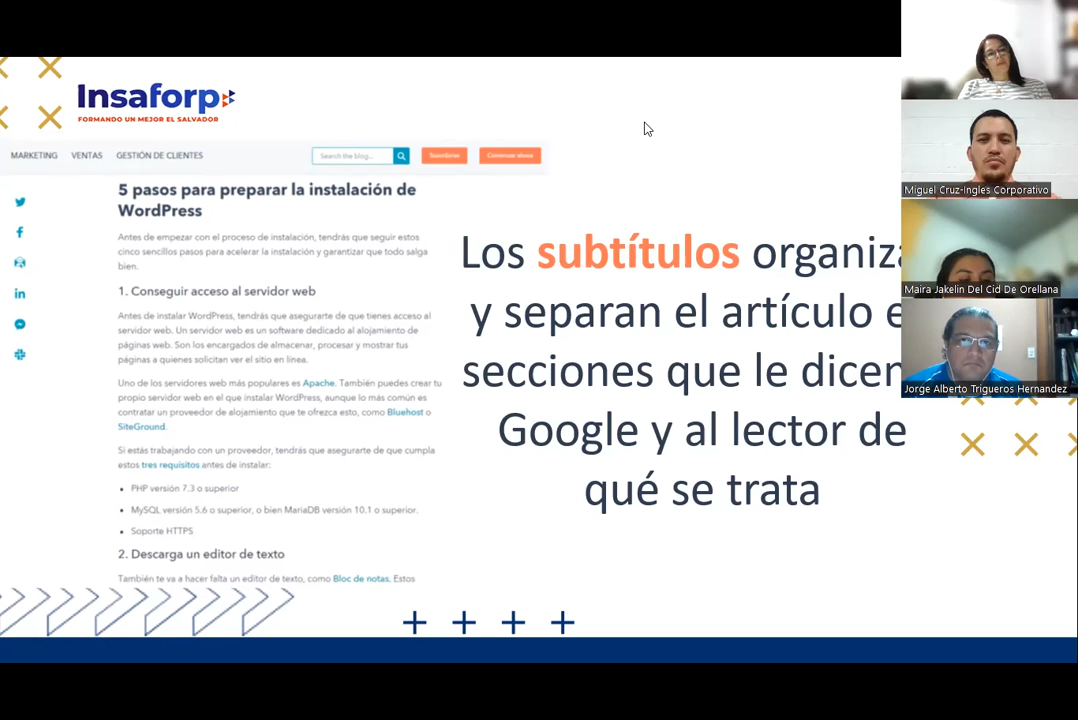 Insaforp
FORMANDO UN MEJOR EL SALVADOR
MARKETING VENTAS GESTIÓN DE CLIENTES Search the blog... Suscribirse Comenzar ahora
5 pasos para preparar la instalación de
WordPress
Antes de empezar con el proceso de instalación, tendrás que seguir estos
cinco sencillos pasos para acelerar la instalación y garantizar que todo salga
bien.
1. Conseguir acceso al servidor web
Antes de instalar WordPress, tendrás que asegurarte de que tienes acceso al
servidor web. Un servidor web es un software dedicado al alojamiento de
páginas web. Son los encargados de almacenar, procesar y mostrar tus
páginas a quienes solicitan ver el sitio en línea.
Uno de los servidores web más populares es Apache. También puedes crear tu
propio servidor web en el que instalar WordPress, aunque lo más común es
contratar un proveedor de alojamiento que te ofrezca esto, como Bluehost o
SiteGround.
Si estás trabajando con un proveedor, tendrás que asegurarte de que cumpla
estos tres requisitos antes de instalar:
• PHP versión 7.3 o superior
• MySQL versión 5.6 o superior, o bien MariaDB versión 10.1 o superior.
• Soporte HTTPS
2. Descarga un editor de texto
También te va a hacer falta un editor de texto, como Bloc de notas. Estos
Los subtítulos organiza
y separan el artículo e
secciones que le dicen
Google y al lector de
qué se trata
Miguel Cruz-Ingles Corporativo
Maira Jakelin Del Cid De Orellana
Jorge Alberto Trigueros Hernandez